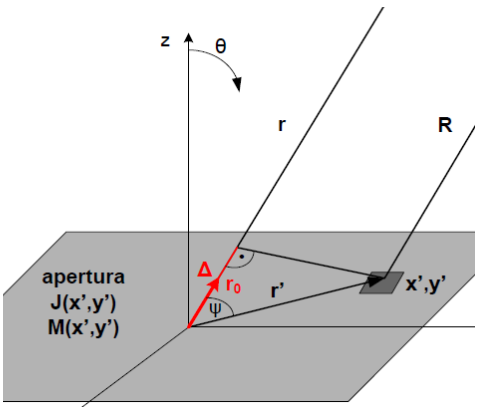 z
θ
r
R
Δ
r₀
apertura
J(x',y')
M(x',y')
r'
x',y'
ψ